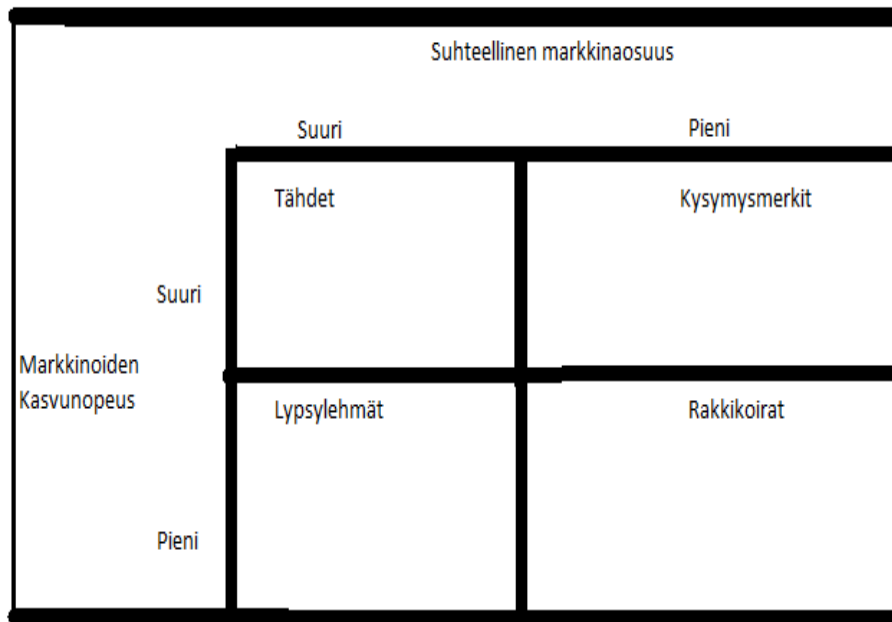 Suhteellinen markkinaosuus
Suuri
Pieni
Tähdet
Kysymysmerkit
Suuri
Markkinoiden
Kasvunopeus
Lypsylehmät
Rakkikoirat
Pieni